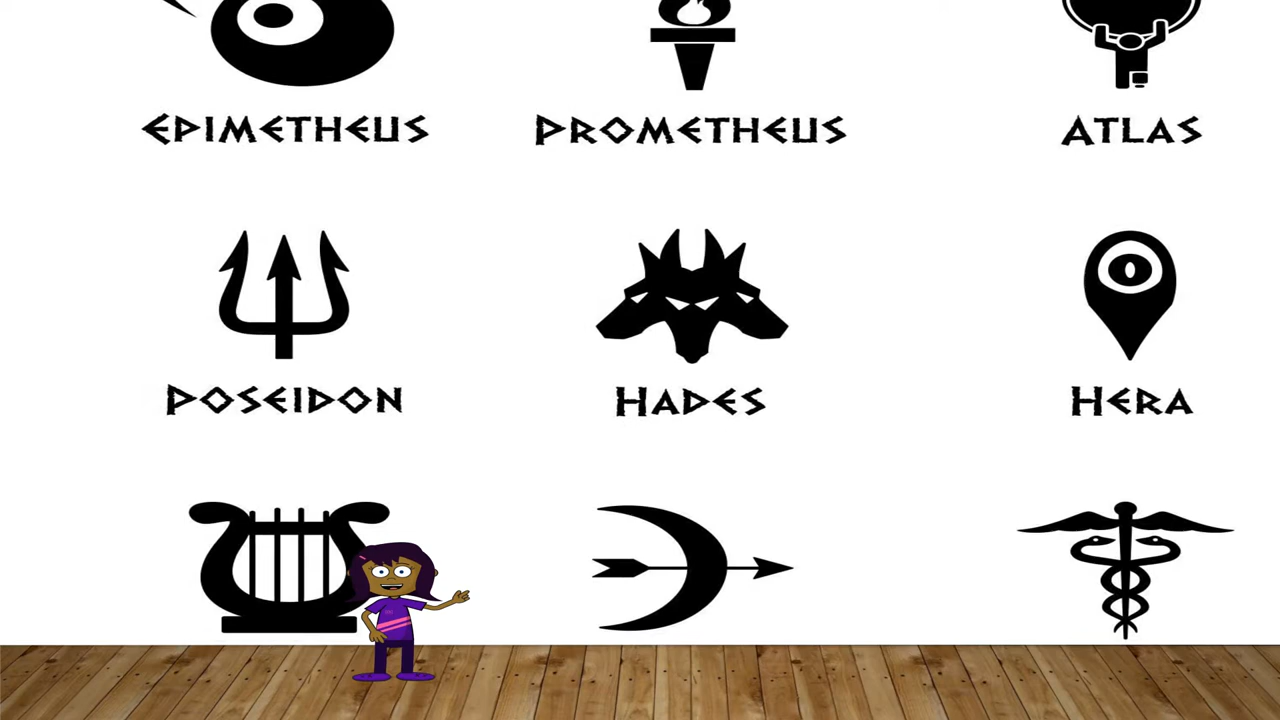 EPIMETHEUS
PROMETHEUS
ATLAS
POSEIDON
HADES
HERA